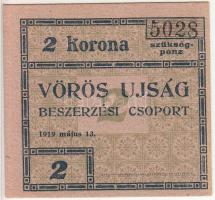 2 korona
5028
szükség-
pénz
VÖRÖS UJSÁG
BESZERZÉSI CSOPORT
1919 május 13.
2